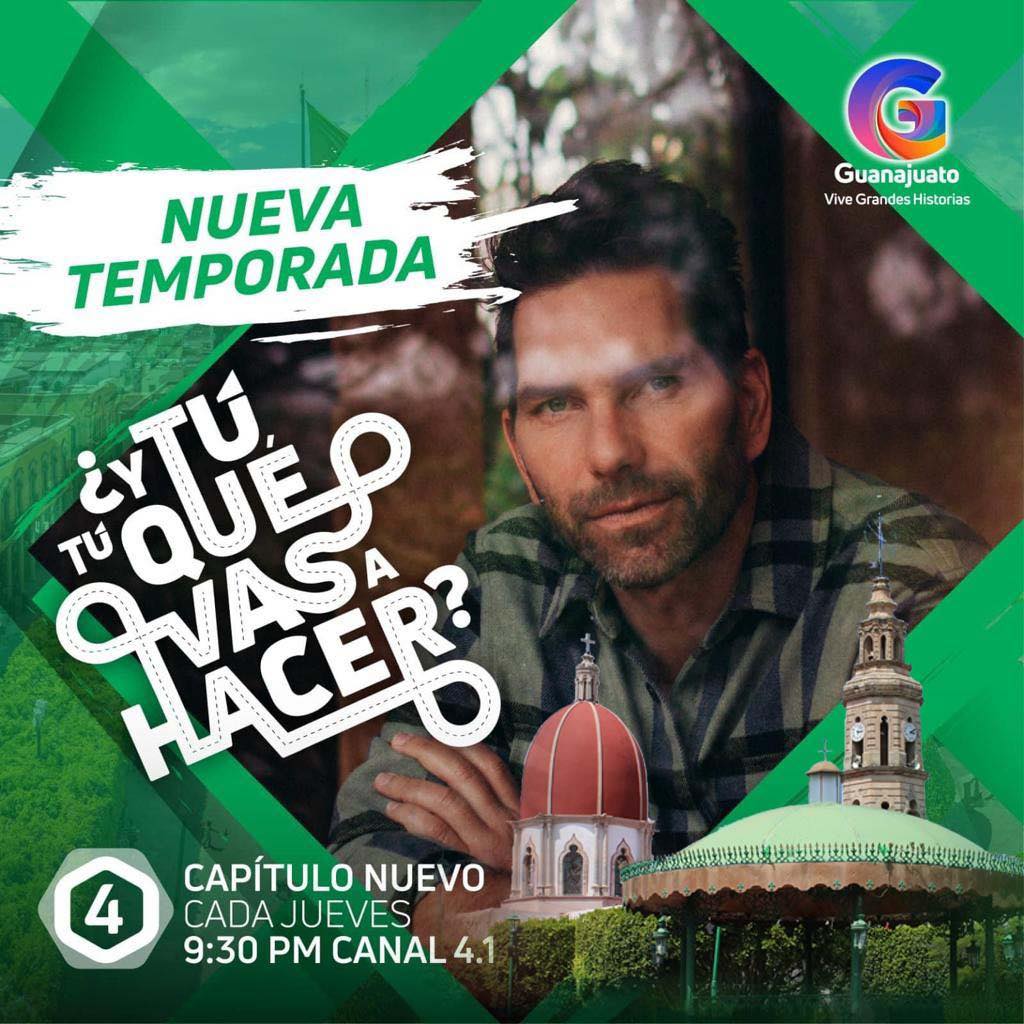 G
Guanajuato
Vive Grandes Historias
NUEVA
TEMPORADA
¿Y TÚ
TÚ QUÉ
VAS A
HACER?
4
CAPÍTULO NUEVO
CADA JUEVES
9:30 PM CANAL 4.1